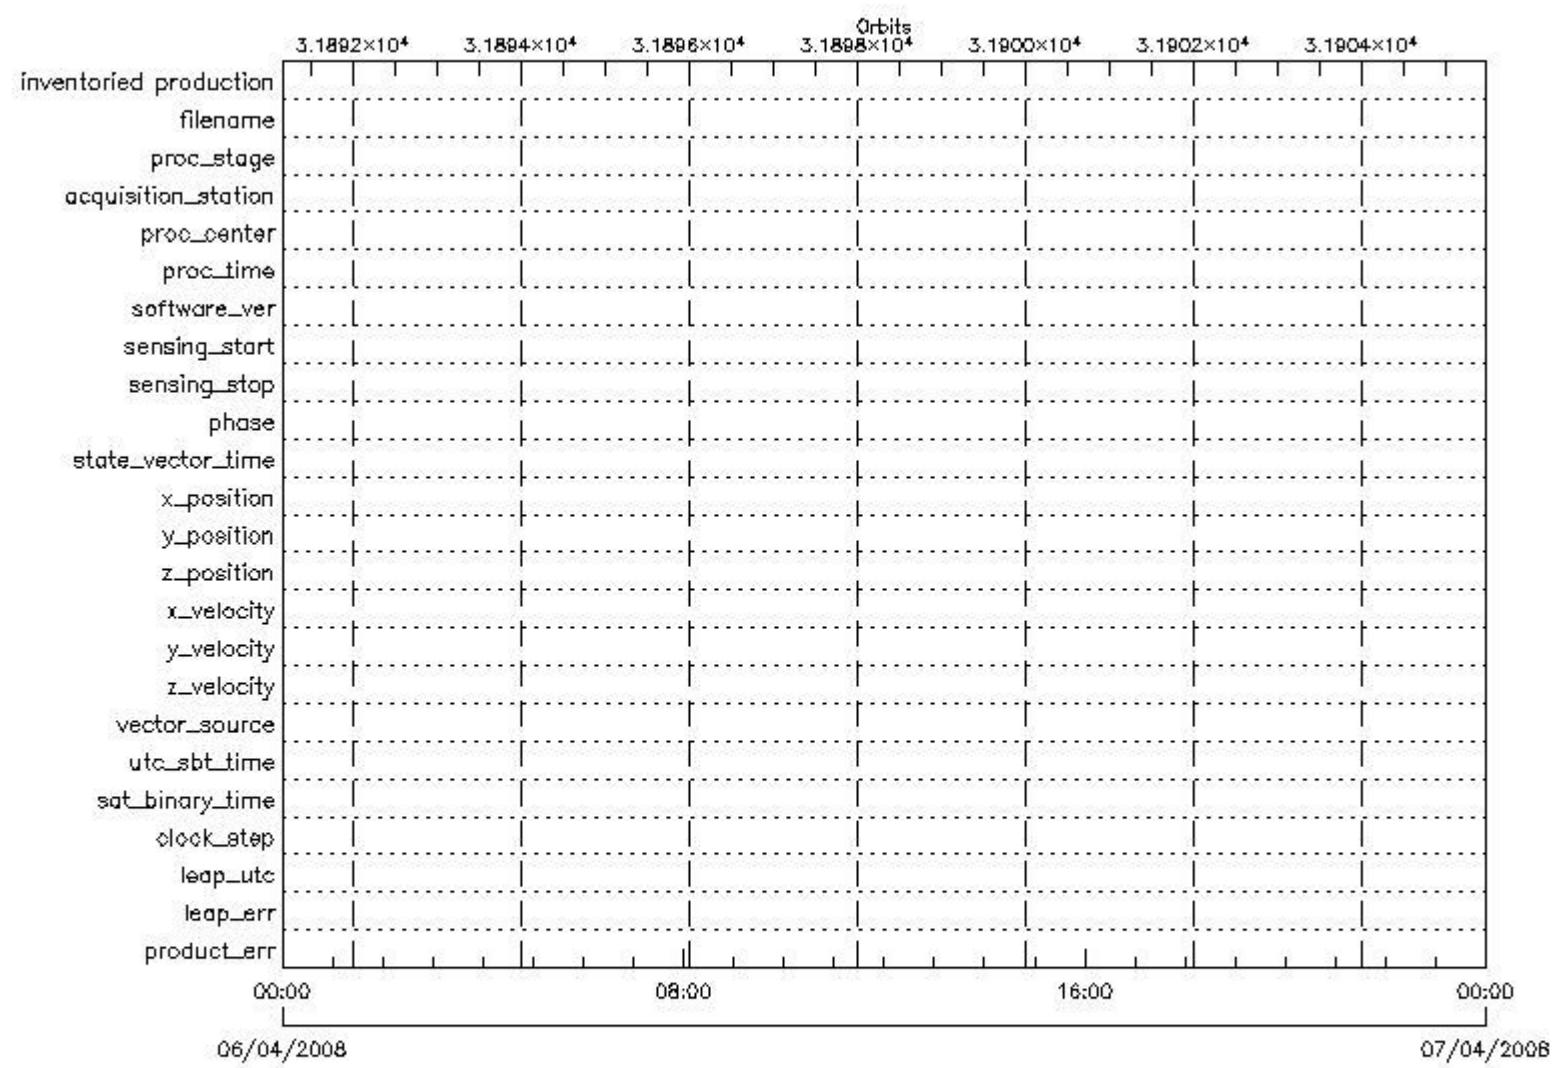 Orbits
3.1892×10⁴ 3.1894×10⁴ 3.1896×10⁴ 3.1898×10⁴ 3.1900×10⁴ 3.1902×10⁴ 3.1904×10⁴
inventoried production
filename
proc_stage
acquisition_station
proc_center
proc_time
software_ver
sensing_start
sensing_stop
phase
state_vector_time
x_position
y_position
z_position
x_velocity
y_velocity
z_velocity
vector_source
utc_sbt_time
sat_binary_time
clock_step
leap_utc
leap_err
product_err
00:00 08:00 16:00 00:00
06/04/2008 07/04/2008